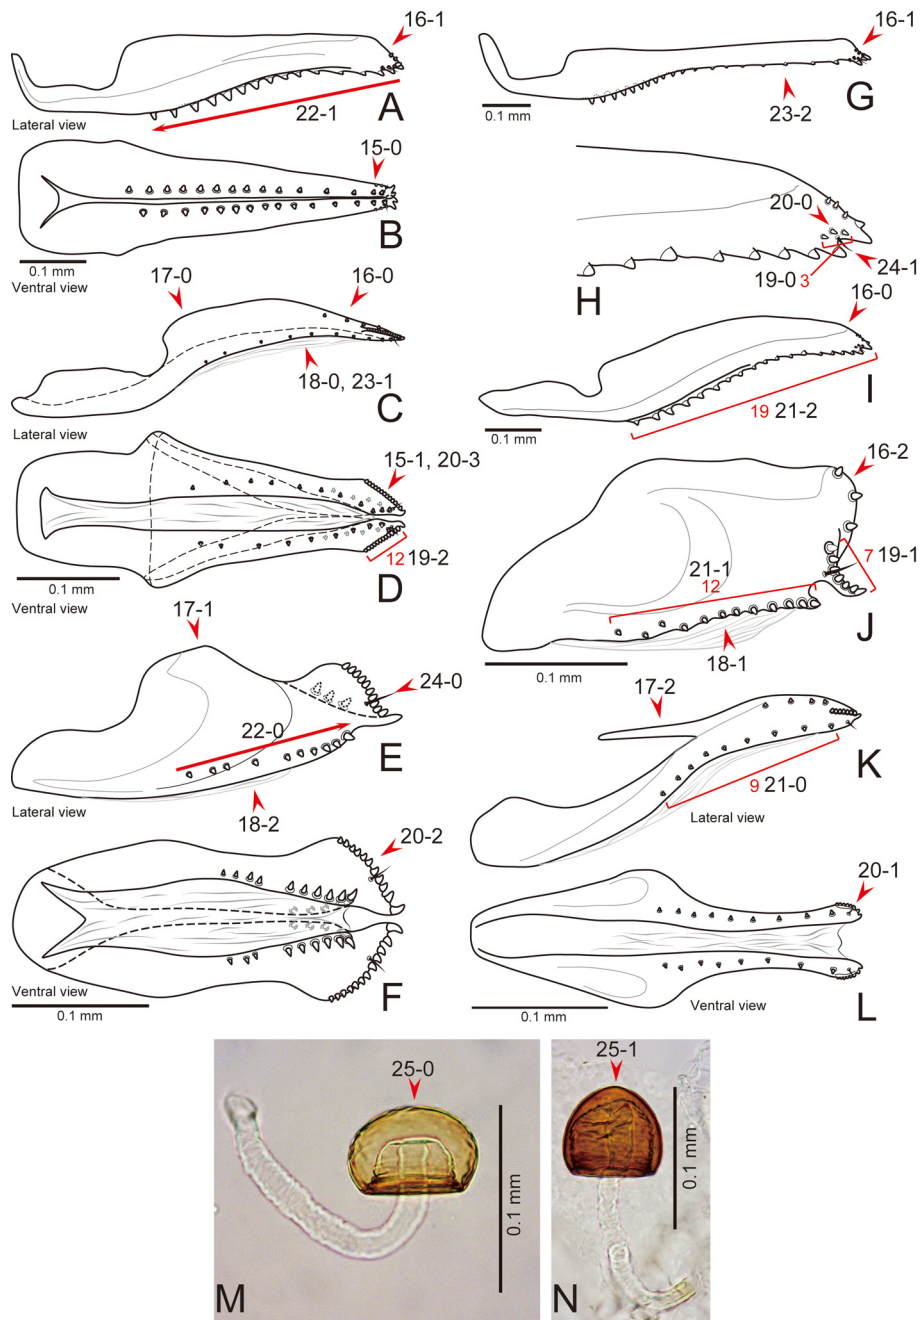 16-1
22-1
A
Lateral view
15-0
0.1 mm
B
Ventral view
17-0
16-0
18-0, 23-1
C
Lateral view
15-1, 20-3
12 19-2
0.1 mm
D
Ventral view
17-1
24-0
22-0
E
18-2
Lateral view
20-2
Ventral view
F
0.1 mm
16-1
0.1 mm
23-2
G
20-0
24-1
19-0 3
H
16-0
19 21-2
0.1 mm
I
16-2
7 19-1
21-1
12
18-1
0.1 mm
J
17-2
9 21-0
K
Lateral view
20-1
0.1 mm
Ventral view
L
25-0
0.1 mm
M
25-1
0.1 mm
N